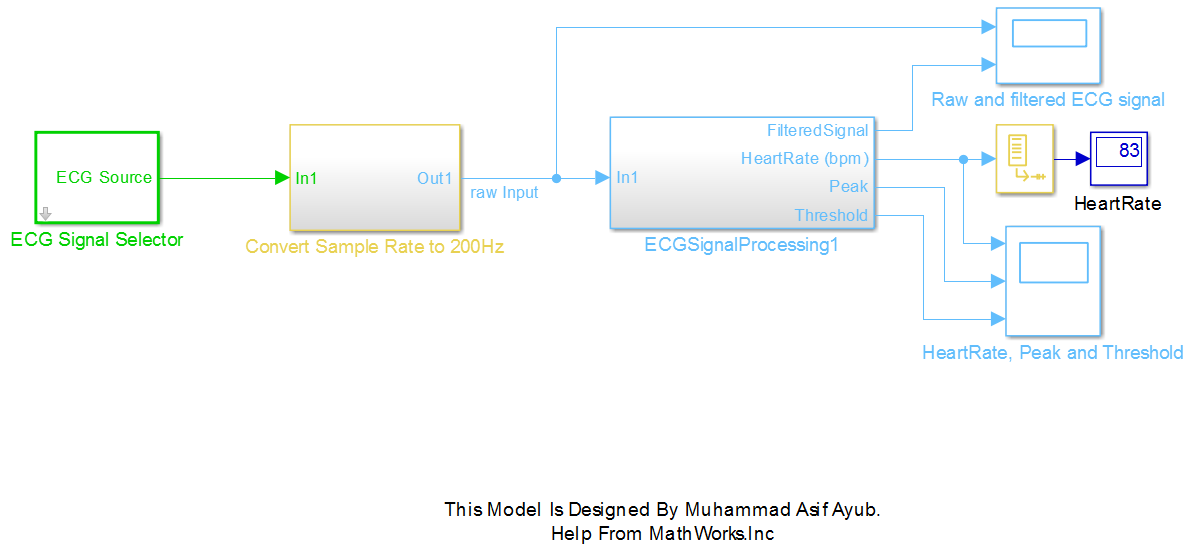 Raw and filtered ECG signal
ECG Source
ECG Signal Selector
In1
Out1
Convert Sample Rate to 200Hz
raw Input
In1
FilteredSignal
HeartRate (bpm)
Peak
Threshold
ECGSignalProcessing1
83
HeartRate
HeartRate, Peak and Threshold
This Model Is Designed By Muhammad Asif Ayub.
Help From MathWorks.Inc